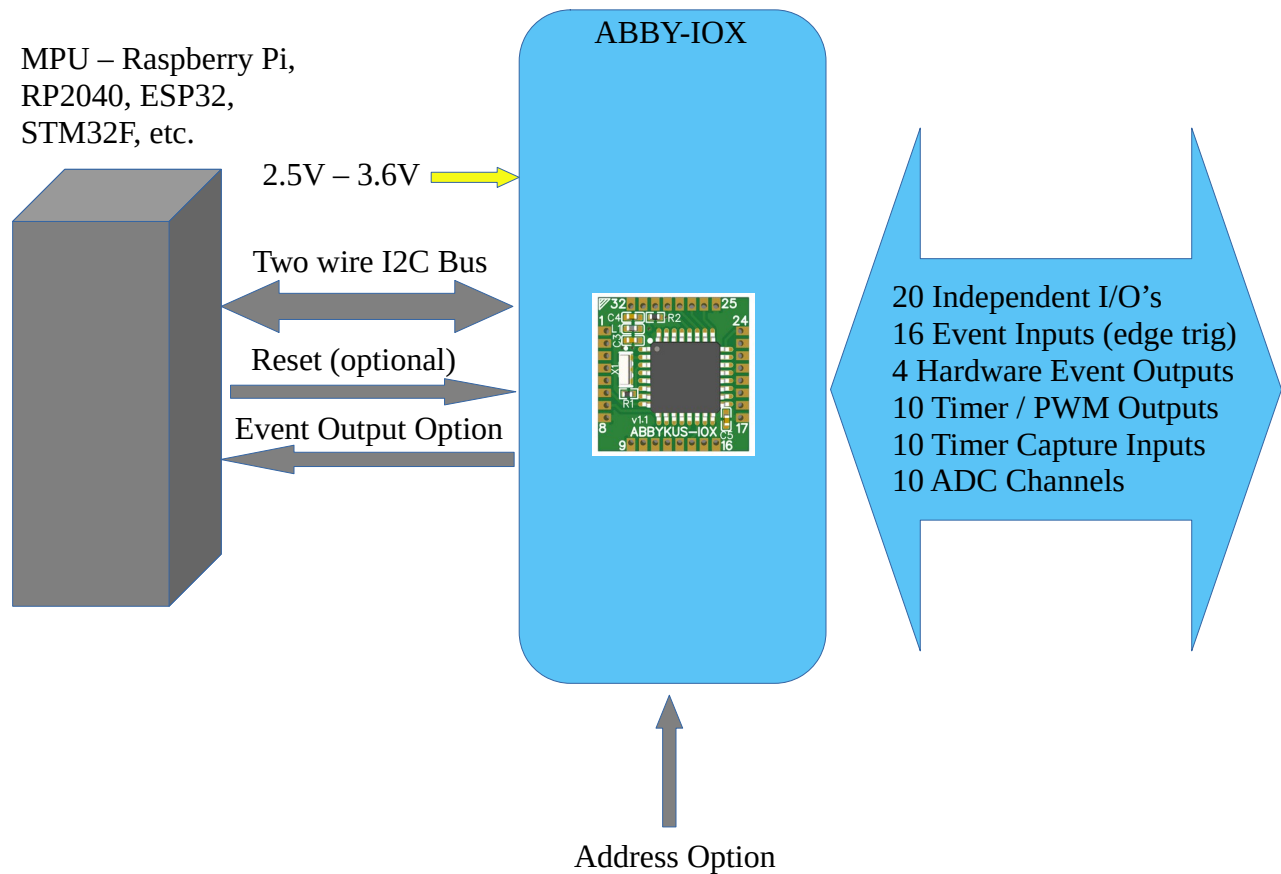 ABBY-IOX
MPU – Raspberry Pi,
RP2040, ESP32,
STM32F, etc.
2.5V – 3.6V
Two wire I2C Bus
Reset (optional)
Event Output Option
32
25
C4
R2
1
24
C3
X1
R1
8
v1.1
17
ABBYKUS-IOX
C5
9
16
20 Independent I/O’s
16 Event Inputs (edge trig)
4 Hardware Event Outputs
10 Timer / PWM Outputs
10 Timer Capture Inputs
10 ADC Channels
Address Option